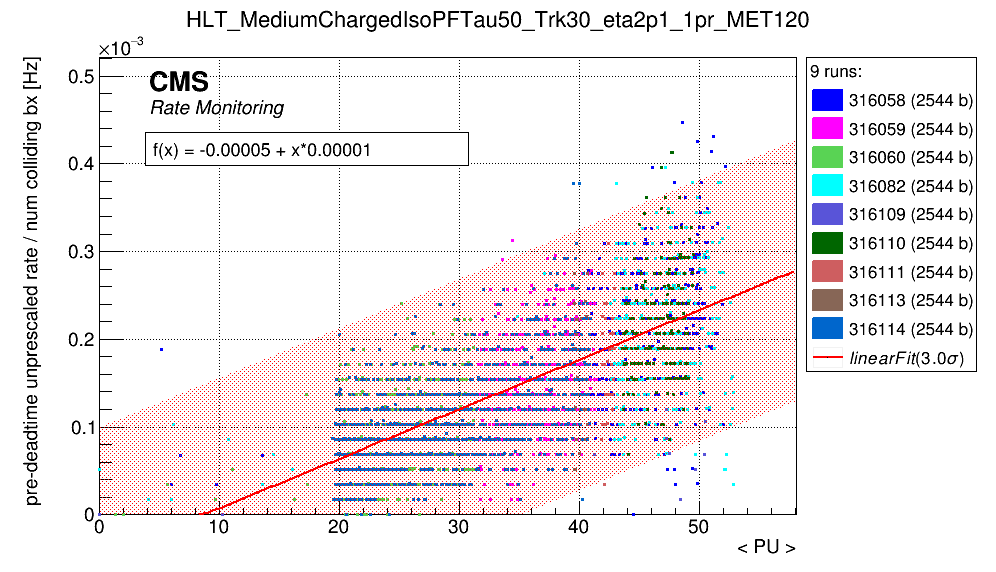 HLT_MediumChargedIsoPFTau50_Trk30_eta2p1_1pr_MET120
×10⁻³
pre-deadtime unprescaled rate / num colliding bx [Hz]
0.5
0.4
0.3
0.2
0.1
0
CMS
Rate Monitoring
f(x) = -0.00005 + x*0.00001
0 10 20 30 40 50
< PU >
9 runs:
316058 (2544 b)
316059 (2544 b)
316060 (2544 b)
316082 (2544 b)
316109 (2544 b)
316110 (2544 b)
316111 (2544 b)
316113 (2544 b)
316114 (2544 b)
linearFit(3.0σ)